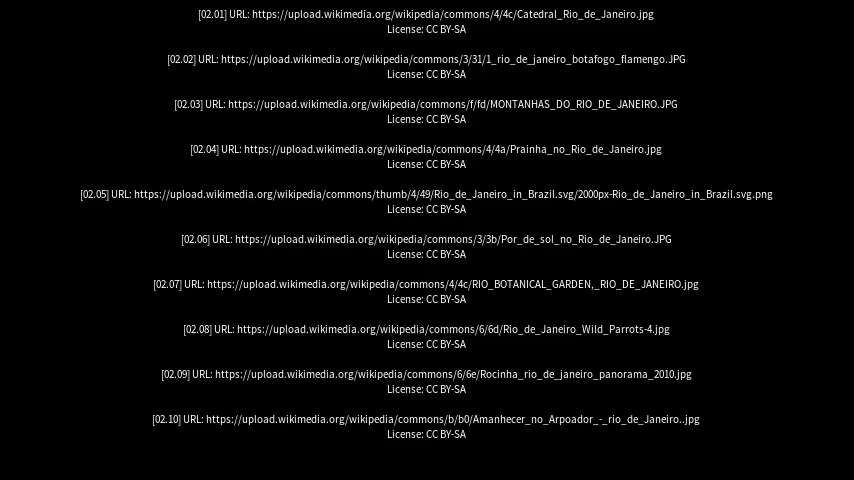 [02.01] URL: https://upload.wikimedia.org/wikipedia/commons/4/4c/Catedral_Rio_de_Janeiro.jpg
License: CC BY-SA
[02.02] URL: https://upload.wikimedia.org/wikipedia/commons/3/31/1_rio_de_janeiro_botafogo_flamengo.JPG
License: CC BY-SA
[02.03] URL: https://upload.wikimedia.org/wikipedia/commons/f/fd/MONTANHAS_DO_RIO_DE_JANEIRO.JPG
License: CC BY-SA
[02.04] URL: https://upload.wikimedia.org/wikipedia/commons/4/4a/Prainha_no_Rio_de_Janeiro.jpg
License: CC BY-SA
[02.05] URL: https://upload.wikimedia.org/wikipedia/commons/thumb/4/49/Rio_de_Janeiro_in_Brazil.svg/2000px-Rio_de_Janeiro_in_Brazil.svg.png
License: CC BY-SA
[02.06] URL: https://upload.wikimedia.org/wikipedia/commons/3/3b/Por_de_sol_no_Rio_de_Janeiro.JPG
License: CC BY-SA
[02.07] URL: https://upload.wikimedia.org/wikipedia/commons/4/4c/RIO_BOTANICAL_GARDEN,_RIO_DE_JANEIRO.jpg
License: CC BY-SA
[02.08] URL: https://upload.wikimedia.org/wikipedia/commons/6/6d/Rio_de_Janeiro_Wild_Parrots-4.jpg
License: CC BY-SA
[02.09] URL: https://upload.wikimedia.org/wikipedia/commons/6/6e/Rocinha_rio_de_janeiro_panorama_2010.jpg
License: CC BY-SA
[02.10] URL: https://upload.wikimedia.org/wikipedia/commons/b/b0/Amanhecer_no_Arpoador_-_rio_de_Janeiro..jpg
License: CC BY-SA